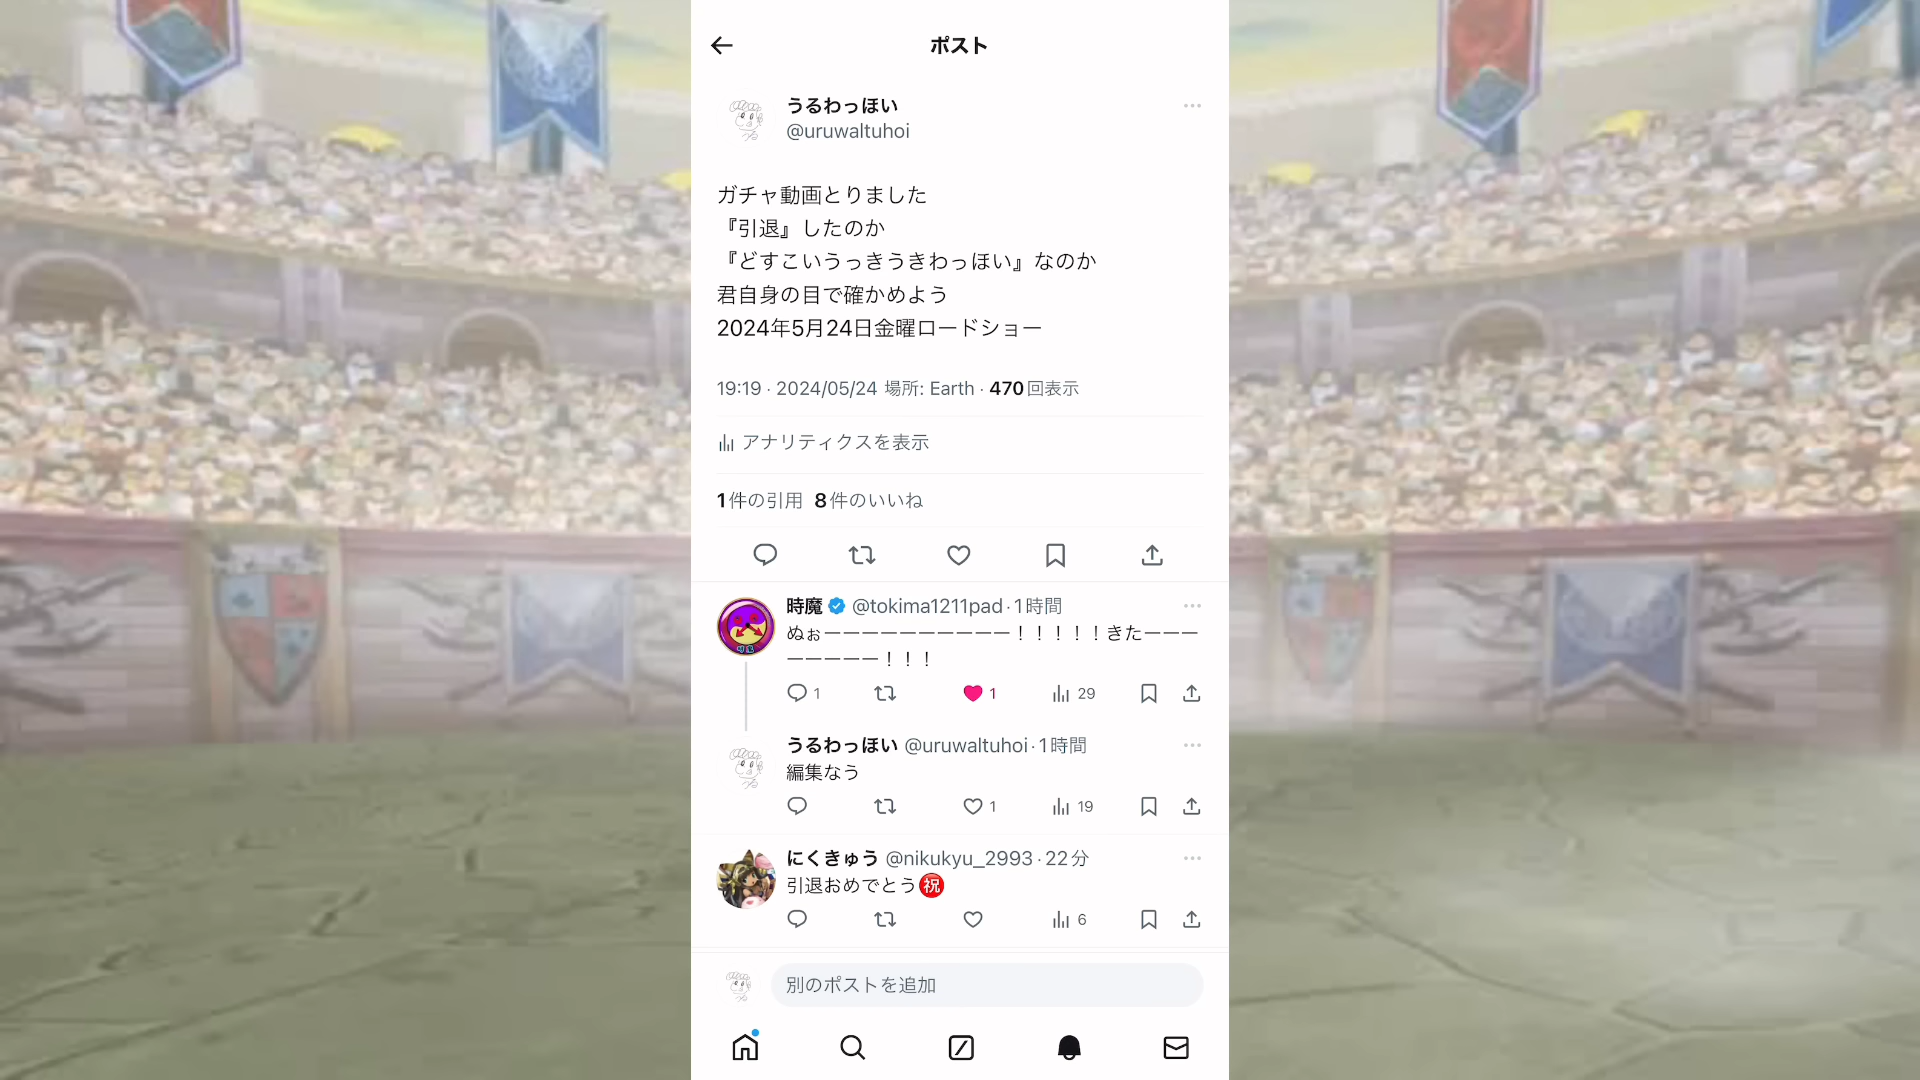 ポスト
うるわっほい
@uruwaltuhoi
ガチャ動画とりました
『引退』したのか
『どすこいうっきうきわっほい』なのか
君自身の目で確かめよう
2024年5月24日金曜ロードショー
19:19 · 2024/05/24 場所: Earth · 470回表示
アナリティクスを表示
1件の引用 8件のいいね
時魔 @tokima1211pad · 1時間
ぬぉーーーーーーーーーー！！！！！きたーーー
ーーーーー！！！
1 1 29
うるわっほい @uruwaltuhoi · 1時間
編集なう
1 19
にくきゅう @nikukyu_2993 · 22分
引退おめでとう㊗
6
別のポストを追加